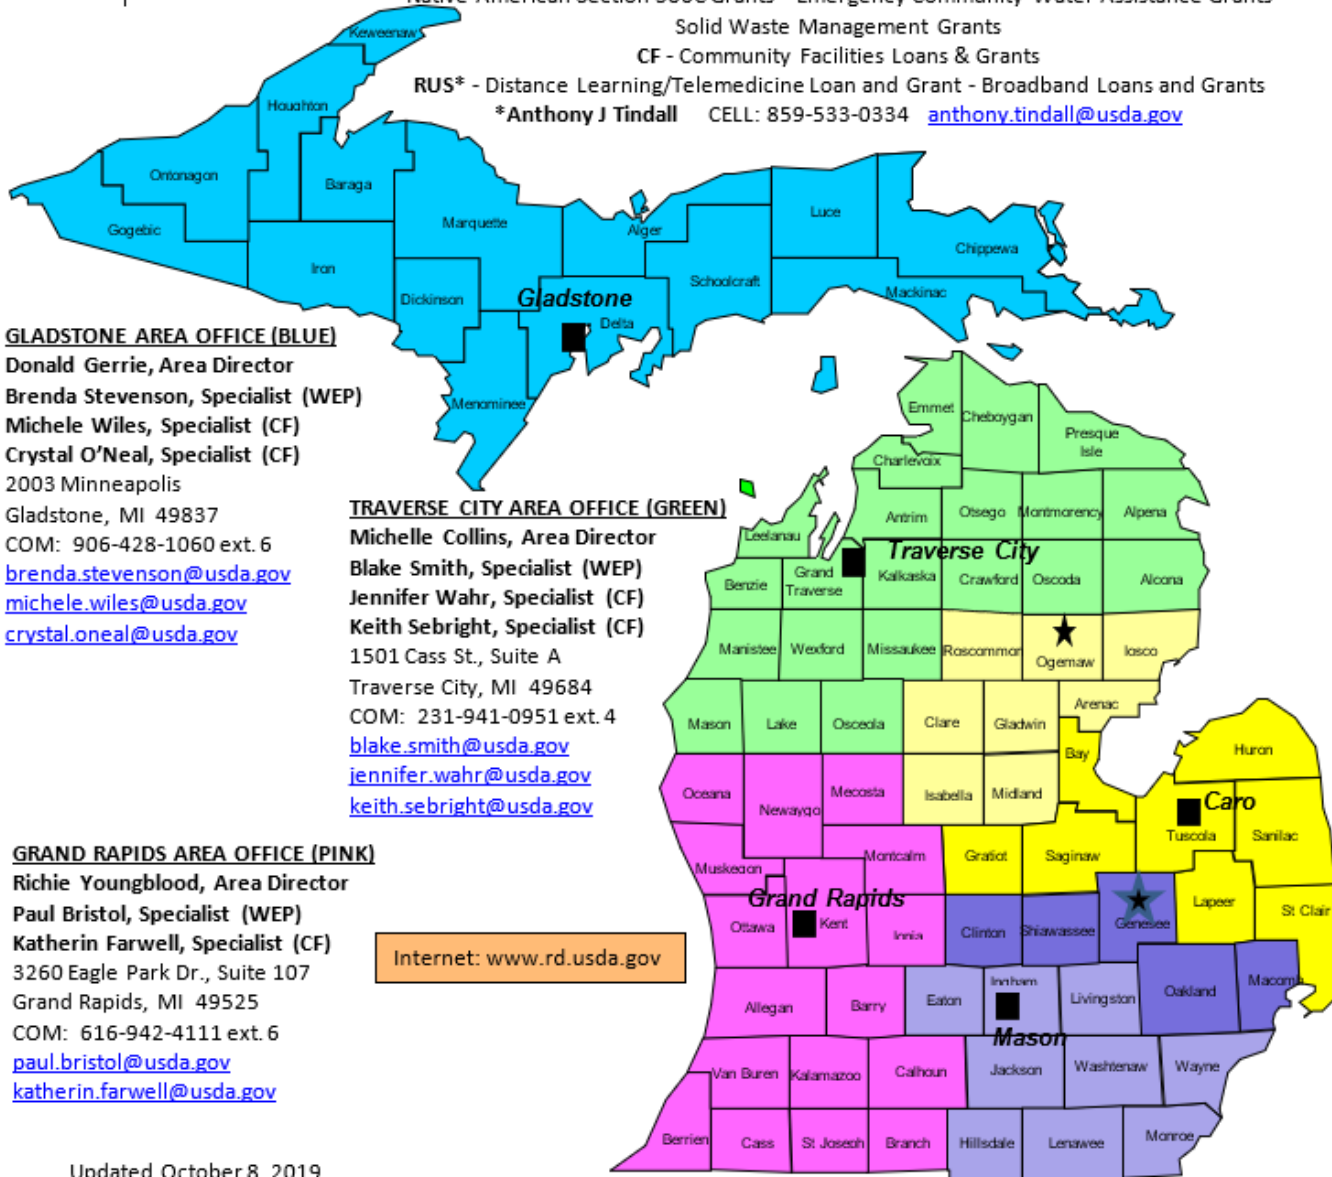 Native American Section 306C Grants - Emergency Community Water Assistance Grants
Solid Waste Management Grants
CF - Community Facilities Loans & Grants
RUS* - Distance Learning/Telemedicine Loan and Grant - Broadband Loans and Grants
*Anthony J Tindall CELL: 859-533-0334 anthony.tindall@usda.gov
Keweenaw
Houghton
Ontonagon
Baraga
Gogebic
Marquette
Alger
Luce
Chippewa
Iron
Dickinson
Schoolcraft
Mackinac
Gladstone
Delta
Menominee
GLADSTONE AREA OFFICE (BLUE)
Donald Gerrie, Area Director
Brenda Stevenson, Specialist (WEP)
Michele Wiles, Specialist (CF)
Crystal O'Neal, Specialist (CF)
2003 Minneapolis
Gladstone, MI 49837
COM: 906-428-1060 ext. 6
brenda.stevenson@usda.gov
michele.wiles@usda.gov
crystal.oneal@usda.gov
TRAVERSE CITY AREA OFFICE (GREEN)
Michelle Collins, Area Director
Blake Smith, Specialist (WEP)
Jennifer Wahr, Specialist (CF)
Keith Sebright, Specialist (CF)
1501 Cass St., Suite A
Traverse City, MI 49684
COM: 231-941-0951 ext. 4
blake.smith@usda.gov
jennifer.wahr@usda.gov
keith.sebright@usda.gov
GRAND RAPIDS AREA OFFICE (PINK)
Richie Youngblood, Area Director
Paul Bristol, Specialist (WEP)
Katherin Farwell, Specialist (CF)
3260 Eagle Park Dr., Suite 107
Grand Rapids, MI 49525
COM: 616-942-4111 ext. 6
paul.bristol@usda.gov
katherin.farwell@usda.gov
Internet: www.rd.usda.gov
Updated October 8, 2019
Emmet
Cheboygan
Presque
Isle
Charlevoix
Antrim
Otsego
Montmorency
Alpena
Leelanau
Traverse City
Benzie
Grand
Traverse
Kalkaska
Crawford
Oscoda
Alcona
Manistee
Wexford
Missaukee
Roscommon
Ogemaw
Iosco
Mason
Lake
Osceola
Clare
Gladwin
Arenac
Bay
Huron
Oceana
Newaygo
Mecosta
Isabella
Midland
Caro
Tuscola
Sanilac
Muskegon
Montcalm
Gratiot
Saginaw
Grand Rapids
Ottawa
Kent
Ionia
Clinton
Shiawassee
Genesee
Lapeer
St Clair
Allegan
Barry
Eaton
Ingham
Livingston
Oakland
Macomb
Mason
Van Buren
Kalamazoo
Calhoun
Jackson
Washtenaw
Wayne
Berrien
Cass
St Joseph
Branch
Hillsdale
Lenawee
Monroe